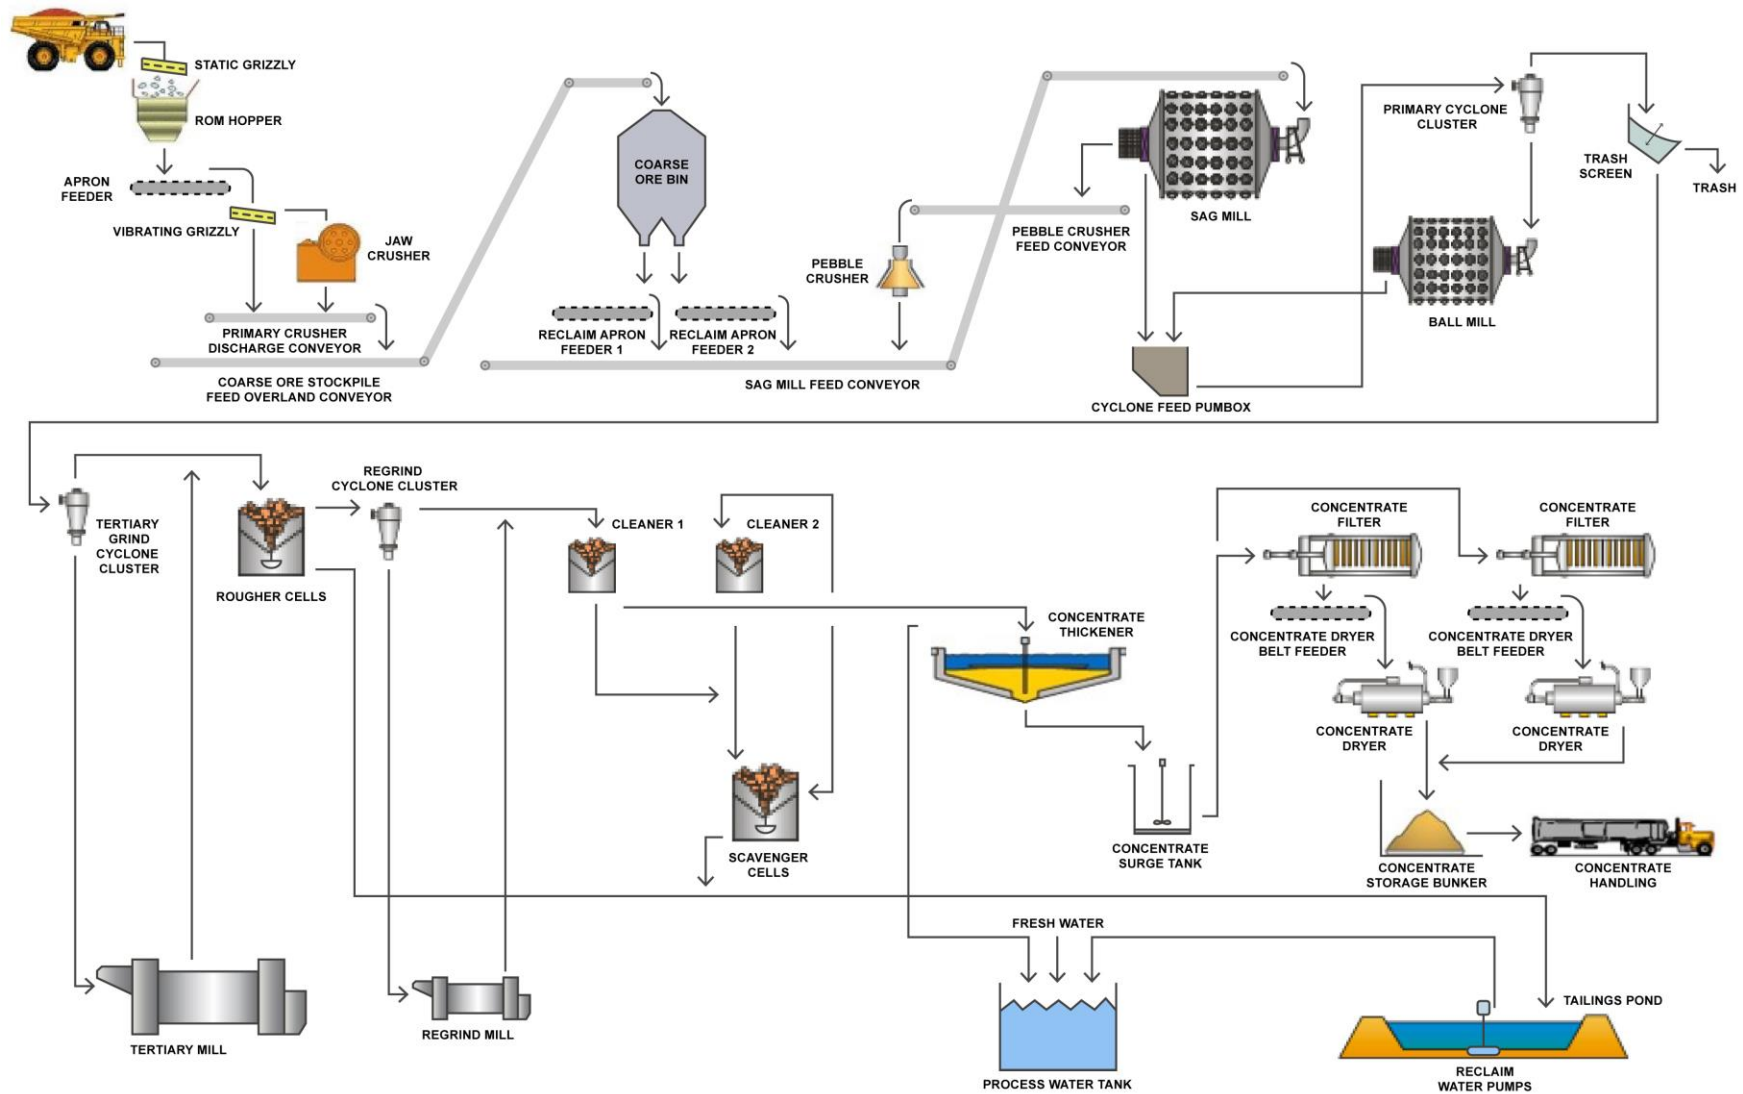 STATIC GRIZZLY
ROM HOPPER
APRON
FEEDER
VIBRATING GRIZZLY
JAW
CRUSHER
PRIMARY CRUSHER
DISCHARGE CONVEYOR
COARSE ORE STOCKPILE
FEED OVERLAND CONVEYOR
COARSE
ORE BIN
RECLAIM APRON
FEEDER 1
RECLAIM APRON
FEEDER 2
SAG MILL FEED CONVEYOR
PEBBLE
CRUSHER
PEBBLE CRUSHER
FEED CONVEYOR
SAG MILL
PRIMARY CYCLONE
CLUSTER
TRASH
SCREEN
TRASH
BALL MILL
CYCLONE FEED PUMBOX
TERTIARY
GRIND
CYCLONE
CLUSTER
ROUGHER CELLS
REGRIND
CYCLONE CLUSTER
CLEANER 1
CLEANER 2
CONCENTRATE
THICKENER
CONCENTRATE
FILTER
CONCENTRATE
FILTER
CONCENTRATE DRYER
BELT FEEDER
CONCENTRATE DRYER
BELT FEEDER
CONCENTRATE
DRYER
CONCENTRATE
DRYER
SCAVENGER
CELLS
CONCENTRATE
SURGE TANK
CONCENTRATE
STORAGE BUNKER
CONCENTRATE
HANDLING
FRESH WATER
TAILINGS POND
TERTIARY MILL
REGRIND MILL
PROCESS WATER TANK
RECLAIM
WATER PUMPS